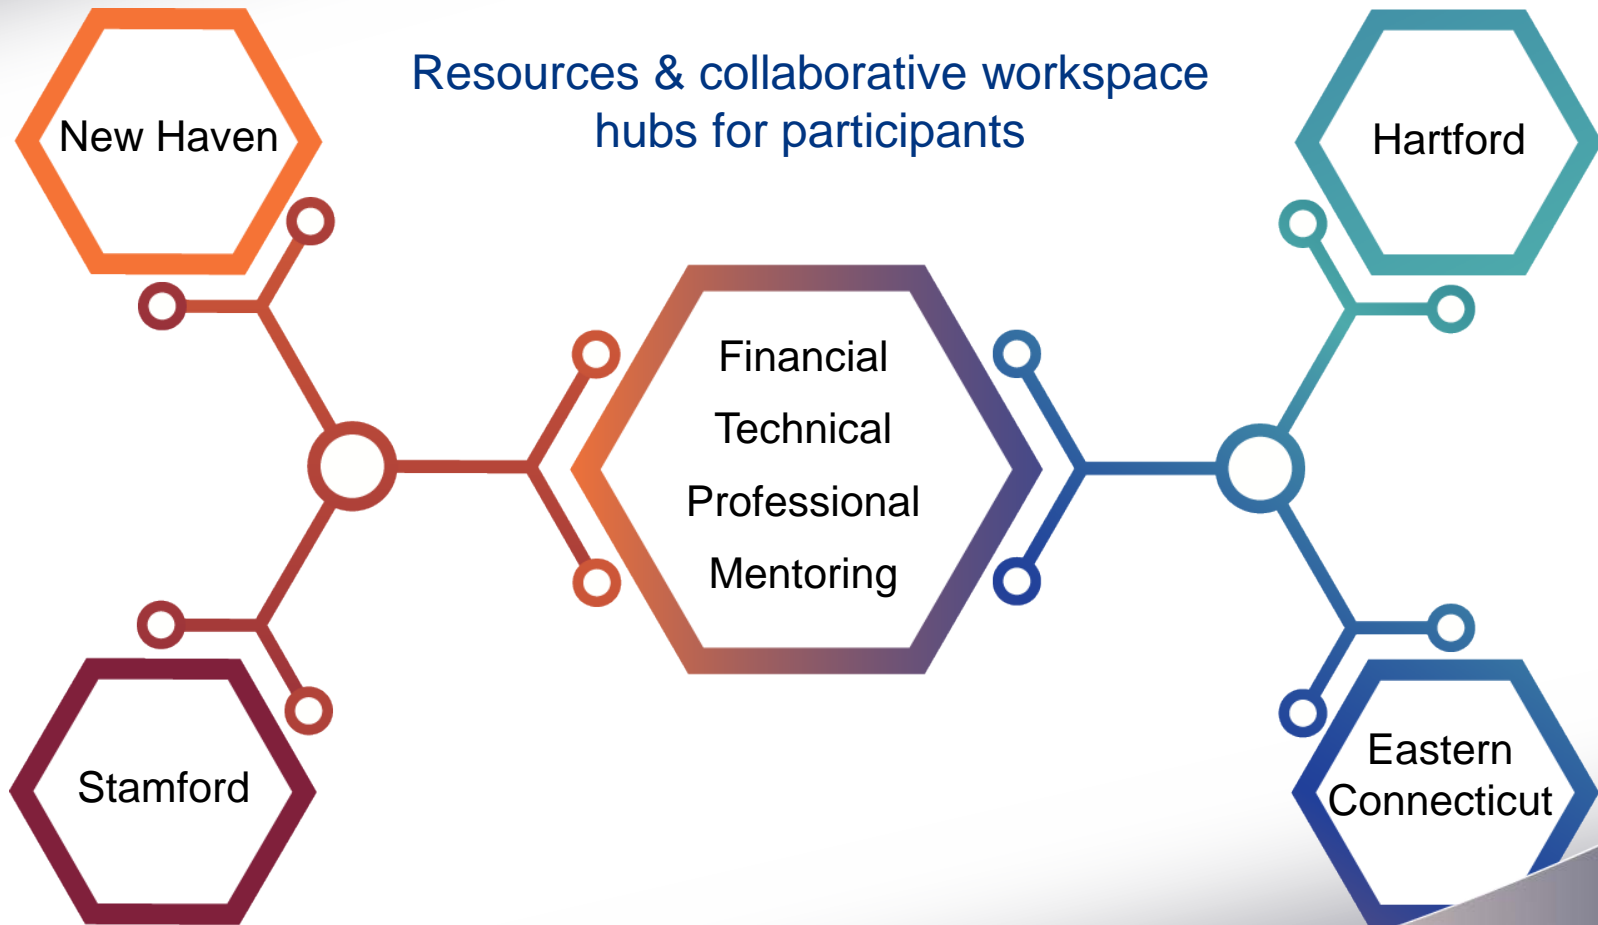 Resources & collaborative workspace
hubs for participants
New Haven
Hartford
Financial
Technical
Professional
Mentoring
Stamford
Eastern
Connecticut